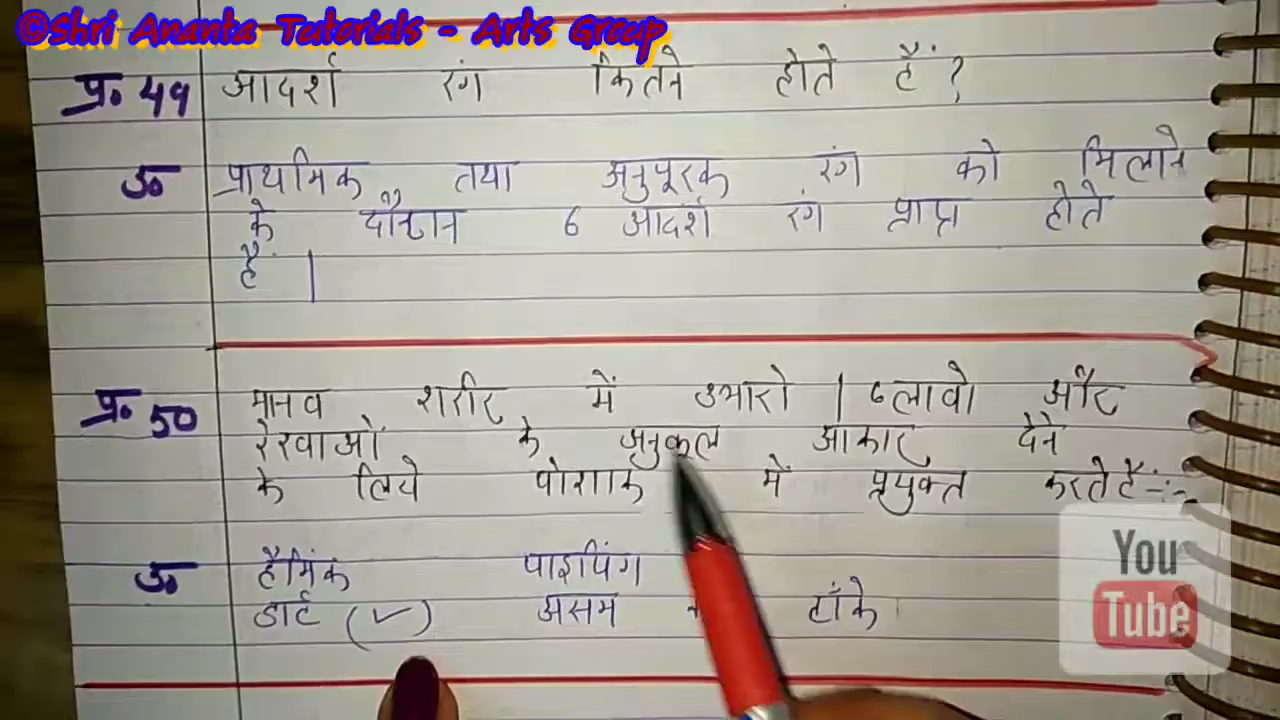 ©Shri Ananta Tutorials - Arts Group
प्र॰ 49 आदर्श रंग कितने होते हैं?
उ॰ प्राथमिक तथा अनुपूरक रंग को मिलाने
के दौरान 6 आदर्श रंग प्राप्त होते
हैं |
प्र॰ 50 मानव शरीर में उभारो | ढलावो और
रेखाओं के अनुकूल आकार देने
के लिये पोशाक में प्रयुक्त करते हैं -:-
उ॰ हैमिंक पाइपिंग
डार्ट (✓) असम टाँके
You
Tube